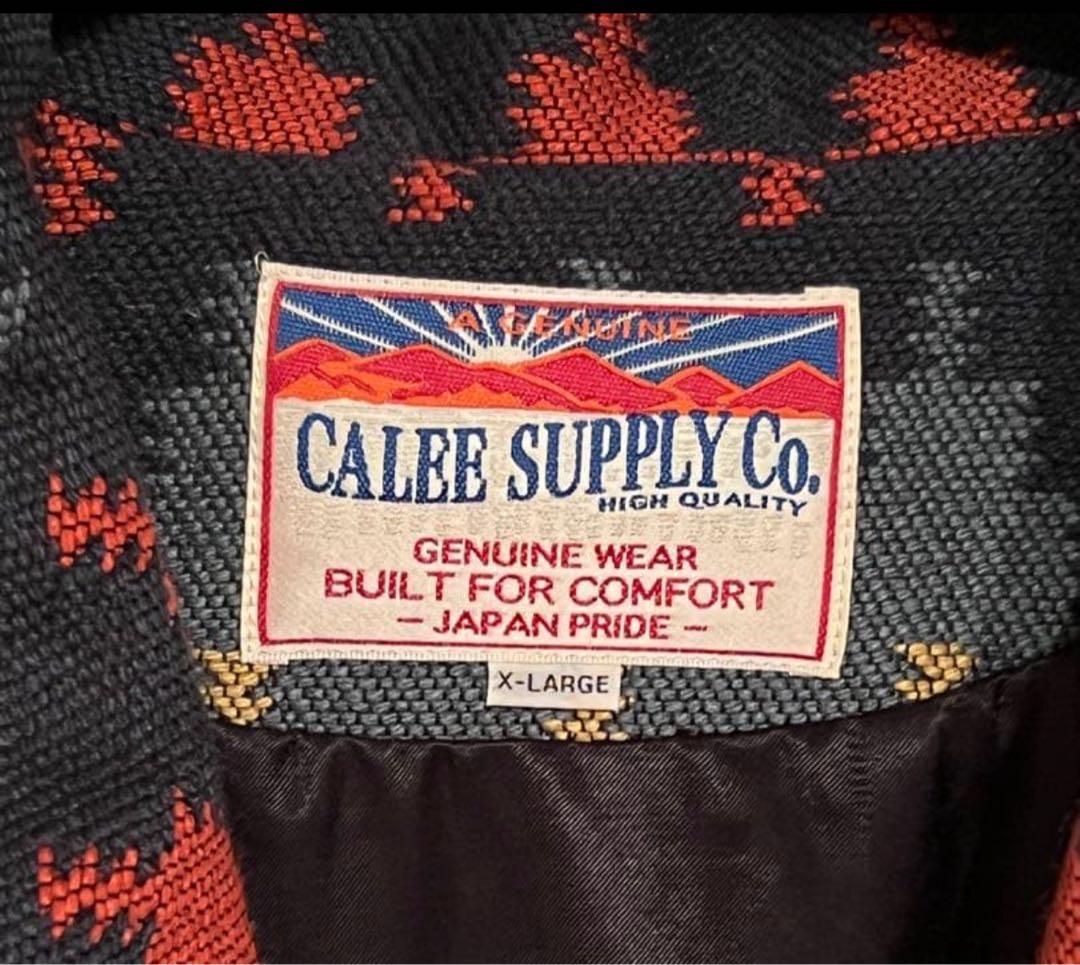 A GENUINE
CALEE SUPPLY Co.
HIGH QUALITY
GENUINE WEAR
BUILT FOR COMFORT
– JAPAN PRIDE –
X-LARGE